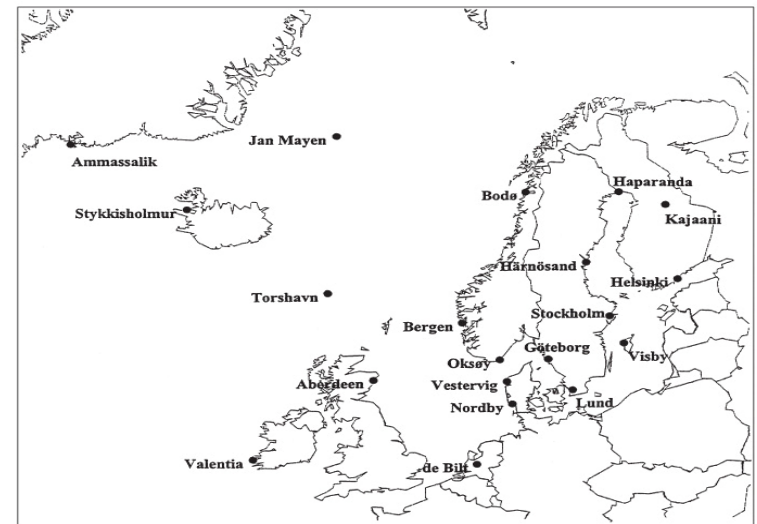 Jan Mayen
Ammassalik
Haparanda
Bodø
Stykkisholmur
Kajaani
Härnösand
Helsinki
Torshavn
Stockholm
Bergen
Göteborg
Visby
Oksøy
Aberdeen
Vestervig
Lund
Nordby
Valentia
de Bilt